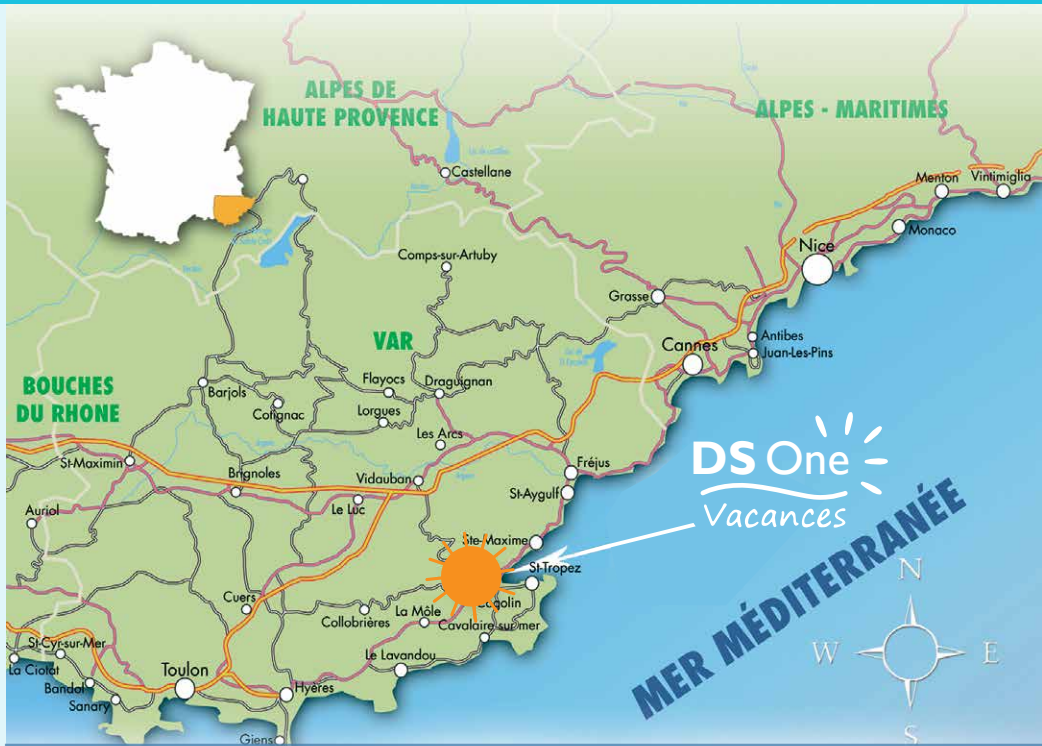 ALPES DE
HAUTE PROVENCE
ALPES - MARITIMES
Castellane
Menton
Vintimiglia
Monaco
Nice
Comps-sur-Artuby
Grasse
Antibes
Juan-Les-Pins
Cannes
VAR
BOUCHES
DU RHONE
Barjols
Flayocs
Draguignan
Cotignac
Lorgues
Les Arcs
St-Maximin
Brignoles
Vidauban
Fréjus
St-Aygulf
Le Luc
Auriol
DS One
Vacances
Ste-Maxime
St-Tropez
MER MÉDITERRANÉE
Cuers
Collobrières
La Môle
Cavalaire sur mer
St-Cyr-sur-Mer
La Ciotat
Bandol
Sanary
Toulon
Hyères
Le Lavandou
Giens
N
W
E
S